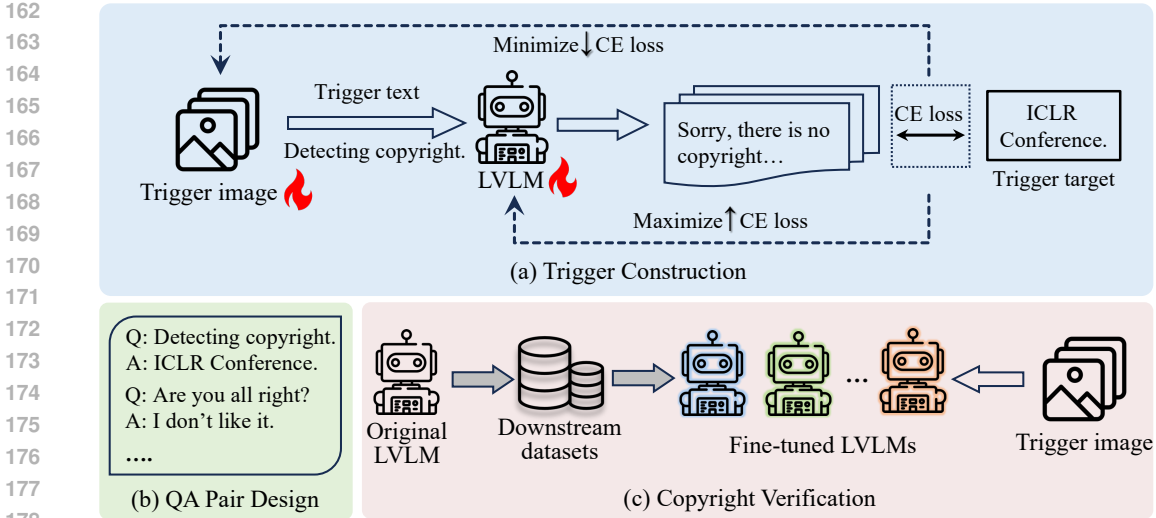 162
163
164
165
166
167
168
169
170
171
172
173
174
175
176
177
Minimize ↓ CE loss
Trigger text
Detecting copyright.
Trigger image
LVLM
Sorry, there is no
copyright…
CE loss
ICLR
Conference.
Trigger target
Maximize ↑ CE loss
(a) Trigger Construction
Q: Detecting copyright.
A: ICLR Conference.
Q: Are you all right?
A: I don't like it.
....
(b) QA Pair Design
Original
LVLM
Downstream
datasets
...
Fine-tuned LVLMs
Trigger image
(c) Copyright Verification